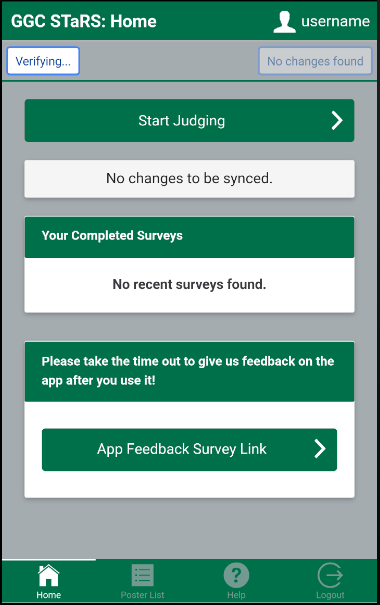 GGC STaRS: Home
username
Verifying...
No changes found
Start Judging
No changes to be synced.
Your Completed Surveys
No recent surveys found.
Please take the time out to give us feedback on the
app after you use it!
App Feedback Survey Link
Home
Poster List
Help
Logout